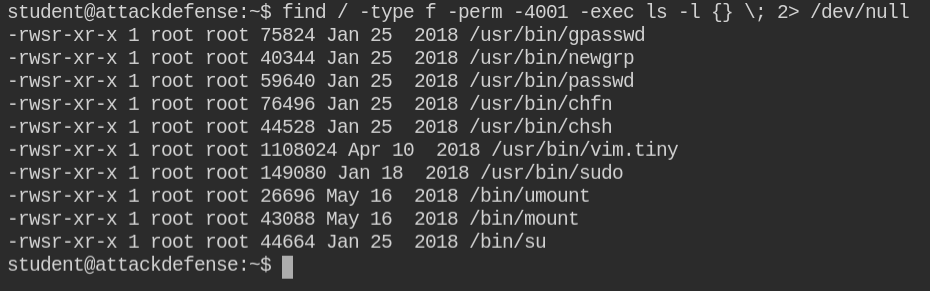 student@attackdefense:~$ find / -type f -perm -4001 -exec ls -l {} \; 2> /dev/null
-rwsr-xr-x 1 root root 75824 Jan 25  2018 /usr/bin/gpasswd
-rwsr-xr-x 1 root root 40344 Jan 25  2018 /usr/bin/newgrp
-rwsr-xr-x 1 root root 59640 Jan 25  2018 /usr/bin/passwd
-rwsr-xr-x 1 root root 76496 Jan 25  2018 /usr/bin/chfn
-rwsr-xr-x 1 root root 44528 Jan 25  2018 /usr/bin/chsh
-rwsr-xr-x 1 root root 1108024 Apr 10  2018 /usr/bin/vim.tiny
-rwsr-xr-x 1 root root 149080 Jan 18  2018 /usr/bin/sudo
-rwsr-xr-x 1 root root 26696 May 16  2018 /bin/umount
-rwsr-xr-x 1 root root 43088 May 16  2018 /bin/mount
-rwsr-xr-x 1 root root 44664 Jan 25  2018 /bin/su
student@attackdefense:~$